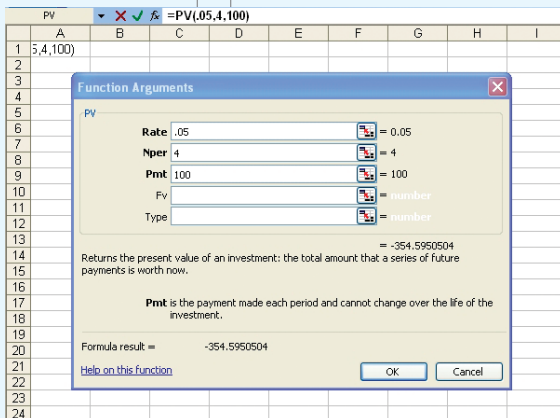 PV =PV(.05,4,100)
A B C D E F G H I
1 5,4,100)
2
3
4
5
6
7
8
9
10
11
12
13
14
15
16
17
18
19
20
21
22
23
24
Function Arguments
PV
Rate .05 = 0.05
Nper 4 = 4
Pmt 100 = 100
Fv = number
Type = number
= -354.5950504
Returns the present value of an investment: the total amount that a series of future
payments is worth now.
Pmt is the payment made each period and cannot change over the life of the
investment.
Formula result = -354.5950504
Help on this function OK Cancel